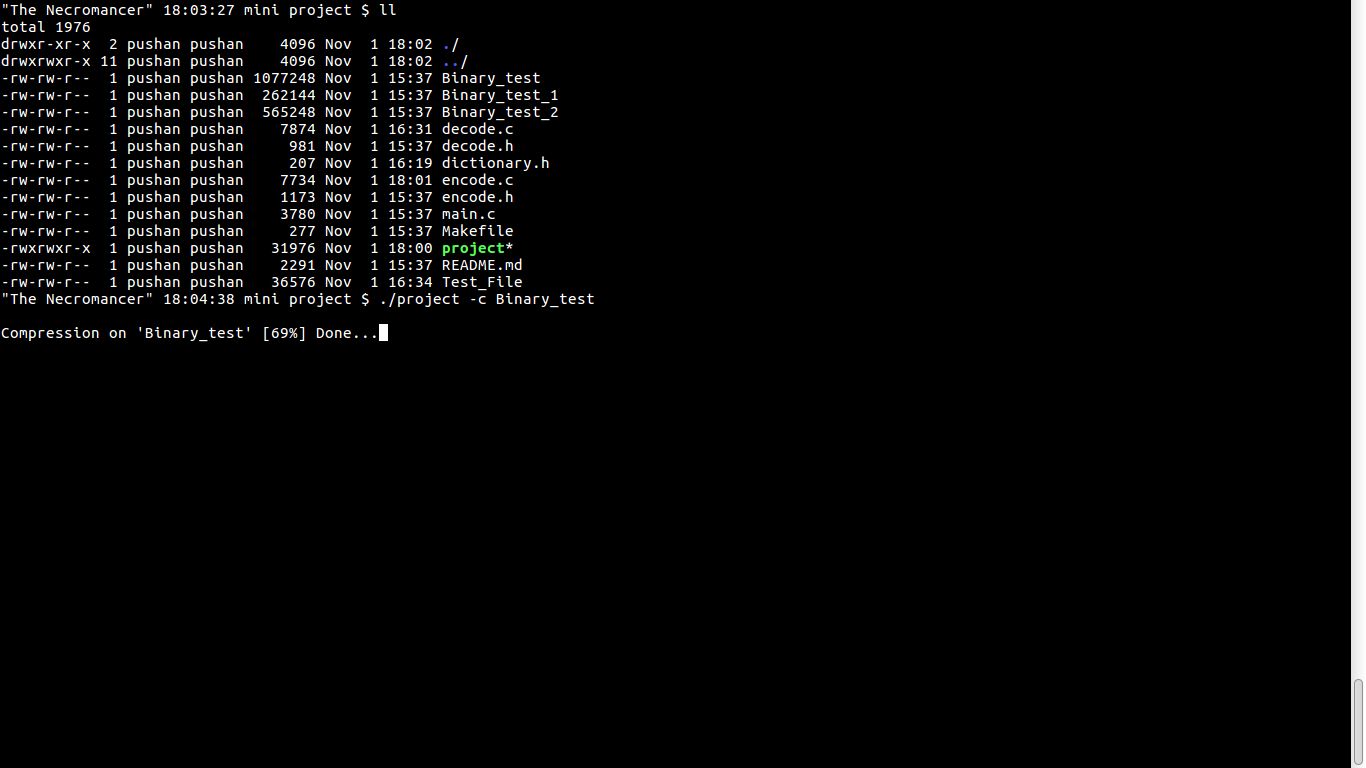 "The Necromancer" 18:03:27 mini project $ ll
total 1976
drwxr-xr-x  2 pushan pushan    4096 Nov  1 18:02 ./
drwxrwxr-x 11 pushan pushan    4096 Nov  1 18:02 ../
-rw-rw-r--  1 pushan pushan 1077248 Nov  1 15:37 Binary_test
-rw-rw-r--  1 pushan pushan  262144 Nov  1 15:37 Binary_test_1
-rw-rw-r--  1 pushan pushan  565248 Nov  1 15:37 Binary_test_2
-rw-rw-r--  1 pushan pushan    7874 Nov  1 16:31 decode.c
-rw-rw-r--  1 pushan pushan     981 Nov  1 15:37 decode.h
-rw-rw-r--  1 pushan pushan     207 Nov  1 16:19 dictionary.h
-rw-rw-r--  1 pushan pushan    7734 Nov  1 18:01 encode.c
-rw-rw-r--  1 pushan pushan    1173 Nov  1 15:37 encode.h
-rw-rw-r--  1 pushan pushan    3780 Nov  1 15:37 main.c
-rw-rw-r--  1 pushan pushan     277 Nov  1 15:37 Makefile
-rwxrwxr-x  1 pushan pushan   31976 Nov  1 18:00 project*
-rw-rw-r--  1 pushan pushan    2291 Nov  1 15:37 README.md
-rw-rw-r--  1 pushan pushan   36576 Nov  1 16:34 Test_File
"The Necromancer" 18:04:38 mini project $ ./project -c Binary_test
Compression on 'Binary_test' [69%] Done...